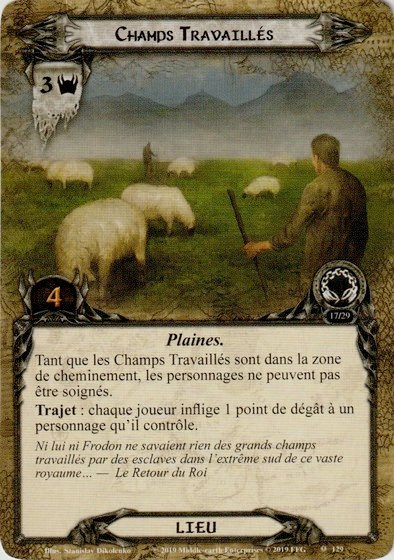 Champs Travaillés
3
4
17/29
Plaines.
Tant que les Champs Travaillés sont dans la zone
de cheminement, les personnages ne peuvent pas
être soignés.
Trajet : chaque joueur inflige 1 point de dégât à un
personnage qu'il contrôle.
Ni lui ni Frodon ne savaient rien des grands champs
travaillés par des esclaves dans l'extrême sud de ce vaste
royaume... — Le Retour du Roi
LIEU
Illus. Stanislav Dikolenko © 2019 Middle-earth Enterprises © 2019 FFG 129